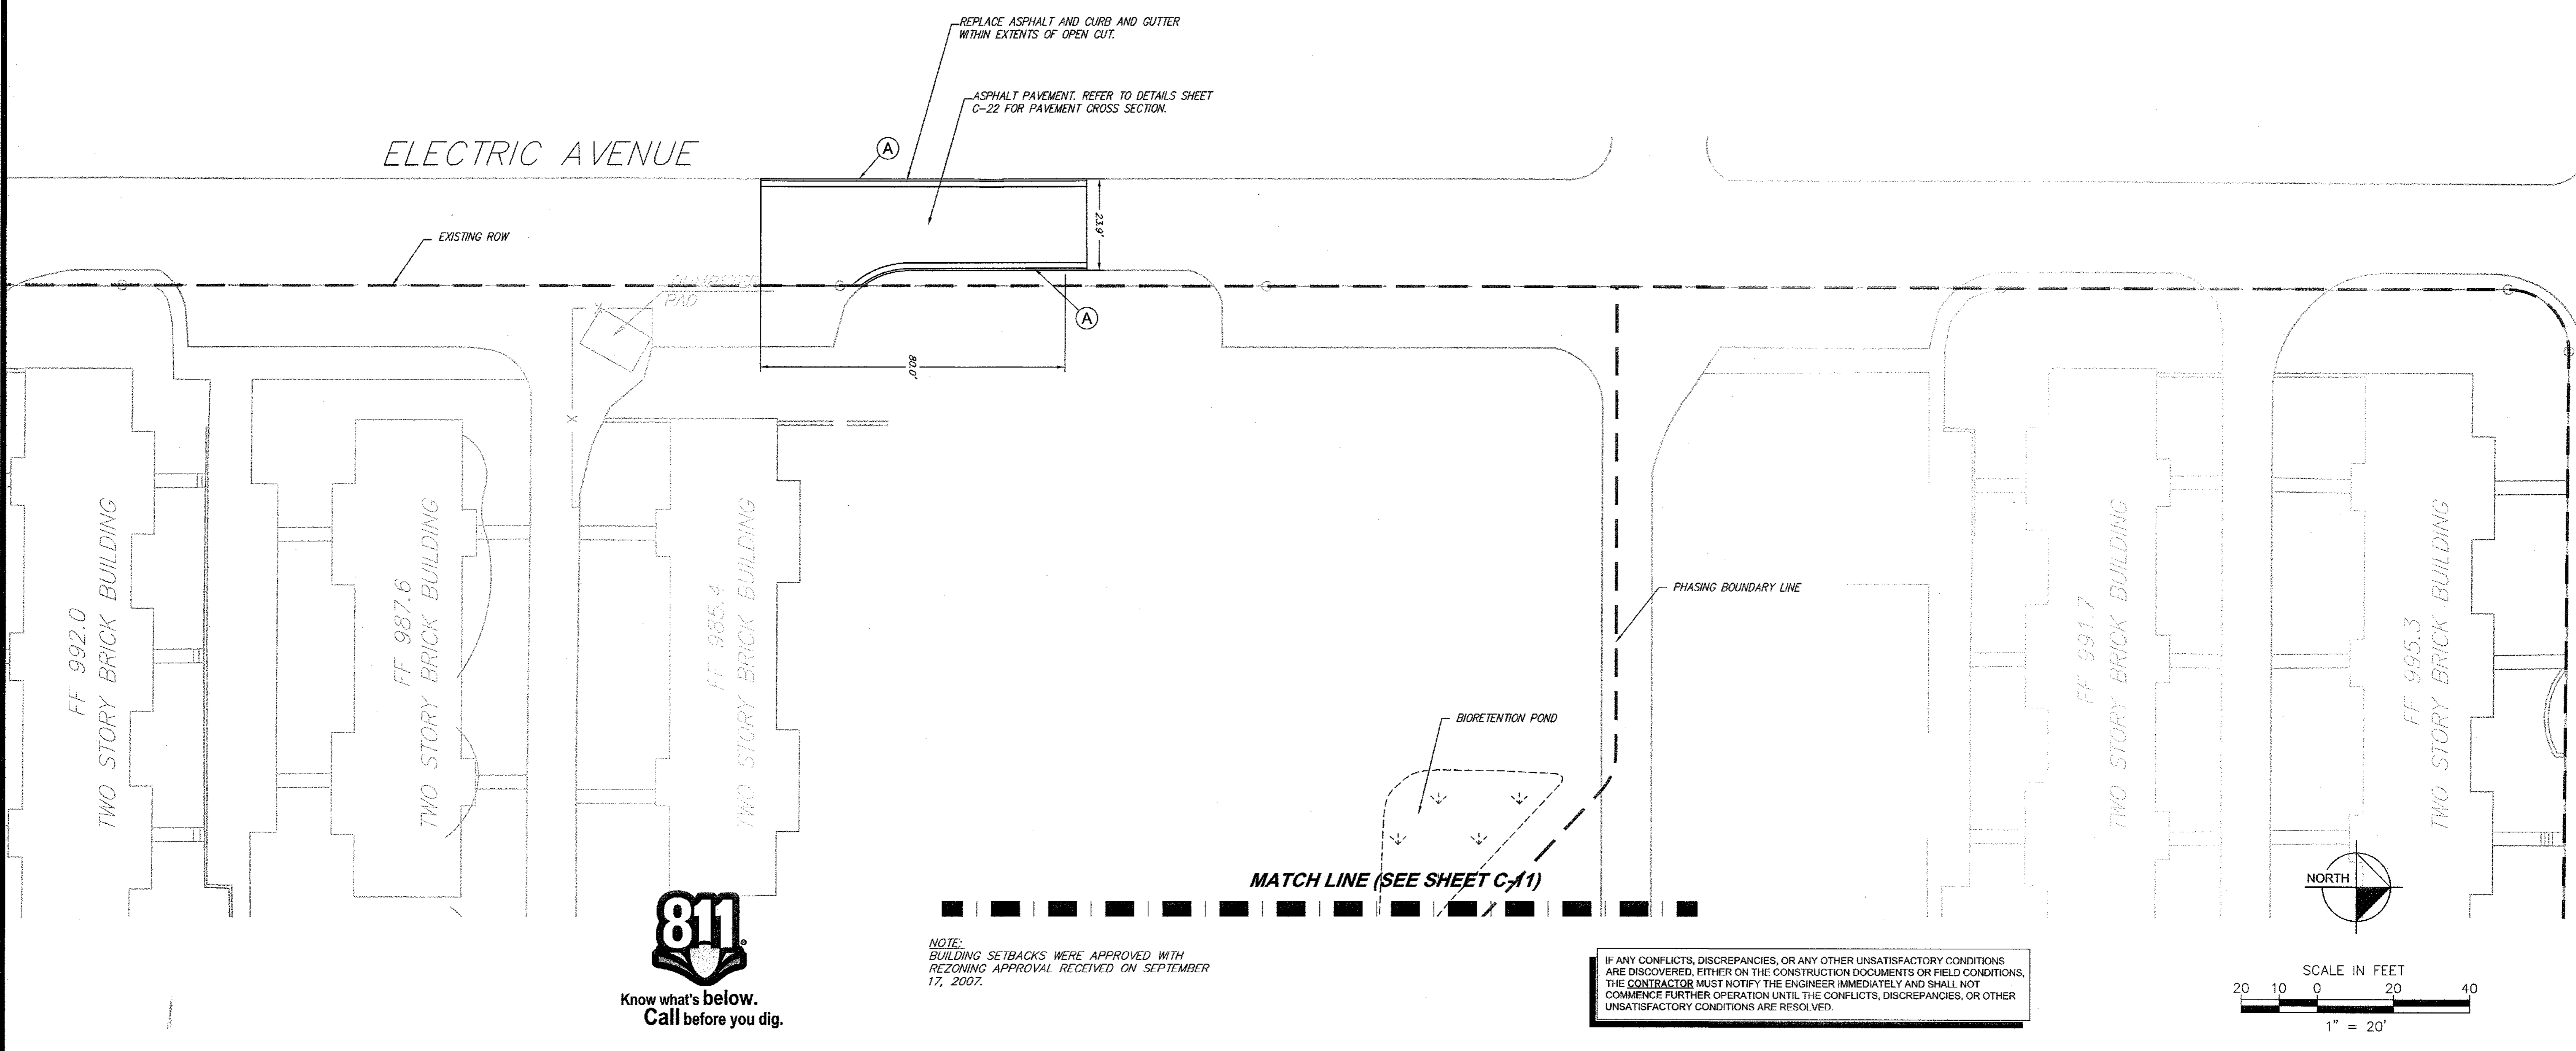 REPLACE ASPHALT AND CURB AND GUTTER
WITHIN EXTENTS OF OPEN CUT.
ASPHALT PAVEMENT. REFER TO DETAILS SHEET
C-22 FOR PAVEMENT CROSS SECTION.
ELECTRIC AVENUE
A
23.9'
EXISTING ROW
PAD
A
80.0'
FF 992.0
TWO STORY BRICK BUILDING
FF 987.6
TWO STORY BRICK BUILDING
FF 985.4
TWO STORY BRICK BUILDING
PHASING BOUNDARY LINE
FF 991.7
TWO STORY BRICK BUILDING
FF 995.3
TWO STORY BRICK BUILDING
BIORETENTION POND
MATCH LINE (SEE SHEET C-11)
NORTH
811
Know what's below.
Call before you dig.
NOTE:
BUILDING SETBACKS WERE APPROVED WITH
REZONING APPROVAL RECEIVED ON SEPTEMBER
17, 2007.
IF ANY CONFLICTS, DISCREPANCIES, OR ANY OTHER UNSATISFACTORY CONDITIONS
ARE DISCOVERED, EITHER ON THE CONSTRUCTION DOCUMENTS OR FIELD CONDITIONS,
THE CONTRACTOR MUST NOTIFY THE ENGINEER IMMEDIATELY AND SHALL NOT
COMMENCE FURTHER OPERATION UNTIL THE CONFLICTS, DISCREPANCIES, OR OTHER
UNSATISFACTORY CONDITIONS ARE RESOLVED.
SCALE IN FEET
20 10 0 20 40
1" = 20'